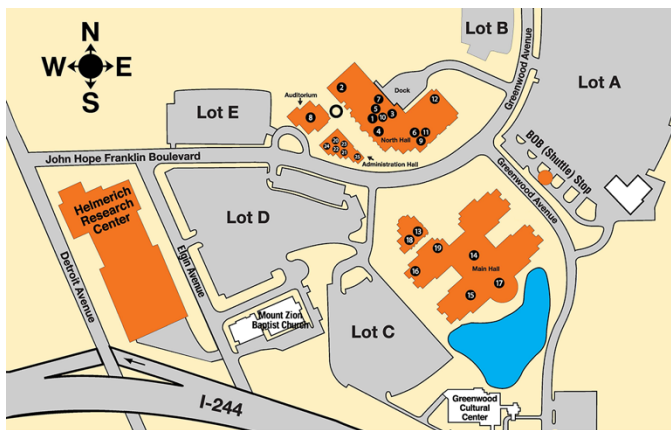 N
W E
S
Lot B
Lot A
Lot E
Auditorium
Dock
2
7
5
3
12
8
1
10
4
6
11
9
North Hall
Administration Hall
Greenwood Avenue
BOB (Shuttle) Stop
Greenwood Avenue
John Hope Franklin Boulevard
Helmerich
Research
Center
Lot D
Elgin Avenue
Detroit Avenue
13
18
19
14
16
Main Hall
17
15
Mount Zion
Baptist Church
Lot C
Greenwood
Cultural
Center
I-244